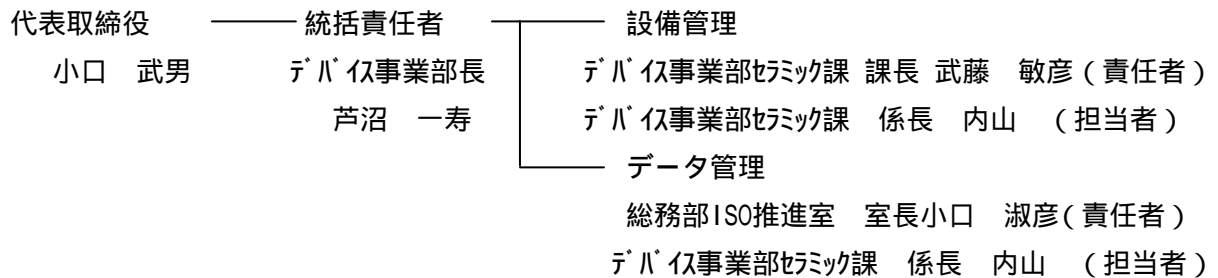 代表取締役 統括責任者 設備管理
小口 武男 ﾃﾞﾊﾞｲｽ事業部長 ﾃﾞﾊﾞｲｽ事業部ｾﾗﾐｯｸ課 課長 武藤 敏彦(責任者)
芦沼 一寿 ﾃﾞﾊﾞｲｽ事業部ｾﾗﾐｯｸ課 係長 内山 (担当者)
データ管理
総務部ISO推進室 室長小口 淑彦(責任者)
ﾃﾞﾊﾞｲｽ事業部ｾﾗﾐｯｸ課 係長 内山 (担当者)